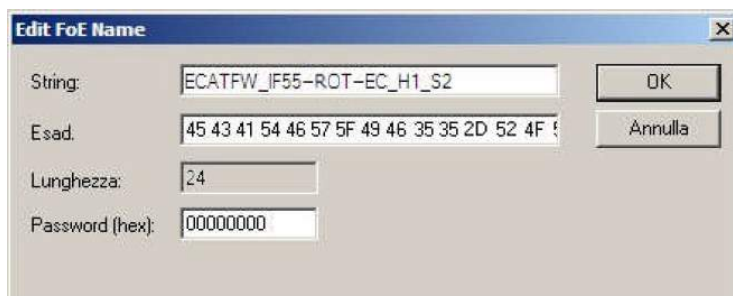 Edit FoE Name
String: ECATFW_IF55-ROT-EC_H1_S2 OK
Esad. 45 43 41 54 46 57 5F 49 46 35 35 2D 52 4F Annulla
Lunghezza: 24
Password (hex): 00000000